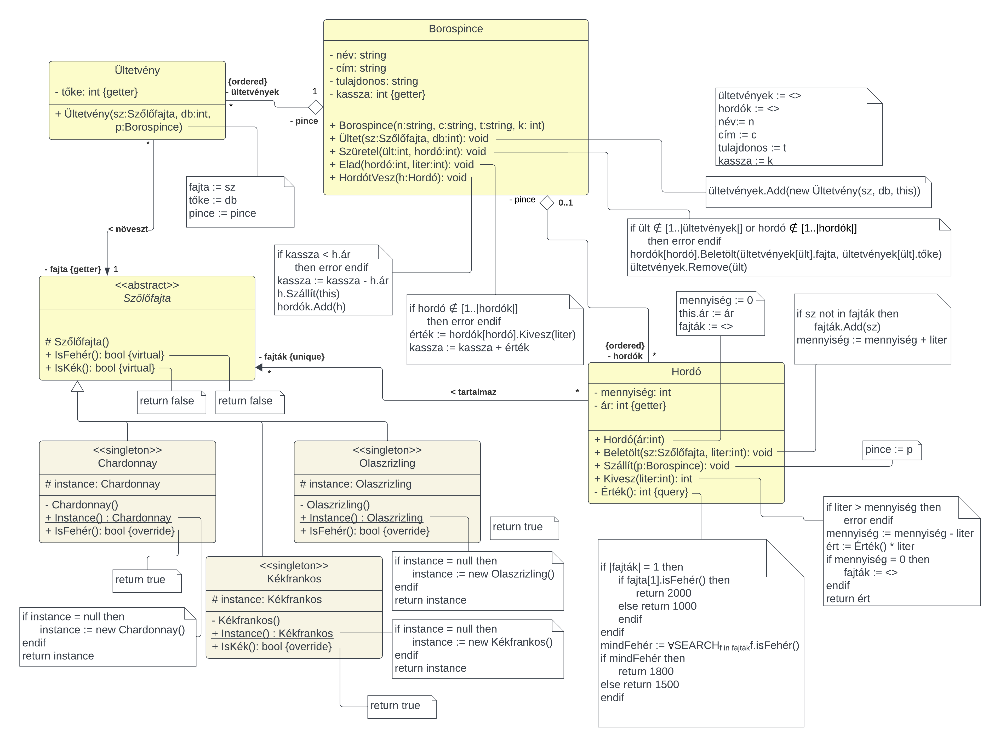 Borospince
- név: string
- cím: string
- tulajdonos: string
- kassza: int {getter}
+ Borospince(n:string, c:string, t:string, k: int)
+ Ültet(sz:Szőlőfajta, db:int): void
+ Szüretel(ült:int, hordó:int): void
+ Elad(hordó:int, liter:int): void
+ HordótVesz(h:Hordó): void
Ültetvény
- tőke: int {getter}
+ Ültetvény(sz:Szőlőfajta, db:int,
p:Borospince)
{ordered}
- ültetvények
*
1
- pince
ültetvények := <>
hordók := <>
név:= n
cím := c
tulajdonos := t
kassza := k
*
fajta := sz
tőke := db
pince := pince
ültetvények.Add(new Ültetvény(sz, db, this))
- pince
0..1
< növeszt
if ült ∉ [1..|ültetvények|] or hordó ∉ [1..|hordók|]
then error endif
hordók[hordó].Beletölt(ültetvények[ült].fajta, ültetvények[ült].tőke)
ültetvények.Remove(ült)
if kassza < h.ár
then error endif
kassza := kassza - h.ár
h.Szállít(this)
hordók.Add(h)
- fajta {getter}
1
<<abstract>>
Szőlőfajta
# Szőlőfajta()
+ IsFehér(): bool {virtual}
+ IsKék(): bool {virtual}
if hordó ∉ [1..|hordók|]
then error endif
érték := hordók[hordó].Kivesz(liter)
kassza := kassza + érték
mennyiség := 0
this.ár := ár
fajták := <>
if sz not in fajták then
fajták.Add(sz)
mennyiség := mennyiség + liter
- fajták {unique}
*
{ordered}
- hordók
*
return false
return false
< tartalmaz
*
Hordó
- mennyiség: int
- ár: int {getter}
+ Hordó(ár:int)
+ Beletölt(sz:Szőlőfajta, liter:int): void
+ Szállít(p:Borospince): void
+ Kivesz(liter:int): int
- Érték(): int {query}
pince := p
<<singleton>>
Chardonnay
# instance: Chardonnay
- Chardonnay()
+ Instance() : Chardonnay
+ IsFehér(): bool {override}
<<singleton>>
Olaszrizling
# instance: Olaszrizling
- Olaszrizling()
+ Instance() : Olaszrizling
+ IsFehér(): bool {override}
return true
if liter > mennyiség then
error endif
mennyiség := mennyiség - liter
ért := Érték() * liter
if mennyiség = 0 then
fajták := <>
endif
return ért
return true
<<singleton>>
Kékfrankos
# instance: Kékfrankos
- Kékfrankos()
+ Instance() : Kékfrankos
+ IsKék(): bool {override}
if instance = null then
instance := new Olaszrizling()
endif
return instance
if |fajták| = 1 then
if fajta[1].isFehér() then
return 2000
else return 1000
endif
endif
mindFehér := ∀SEARCHf in fajtákf.isFehér()
if mindFehér then
return 1800
else return 1500
endif
if instance = null then
instance := new Chardonnay()
endif
return instance
if instance = null then
instance := new Kékfrankos()
endif
return instance
return true